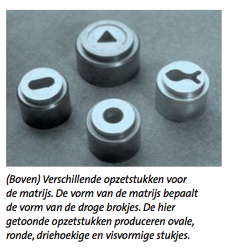 (Boven) Verschillende opzetstukken voor
de matrijs. De vorm van de matrijs bepaalt
de vorm van de droge brokjes. De hier
getoonde opzetstukken produceren ovale,
ronde, driehoekige en visvormige stukjes.